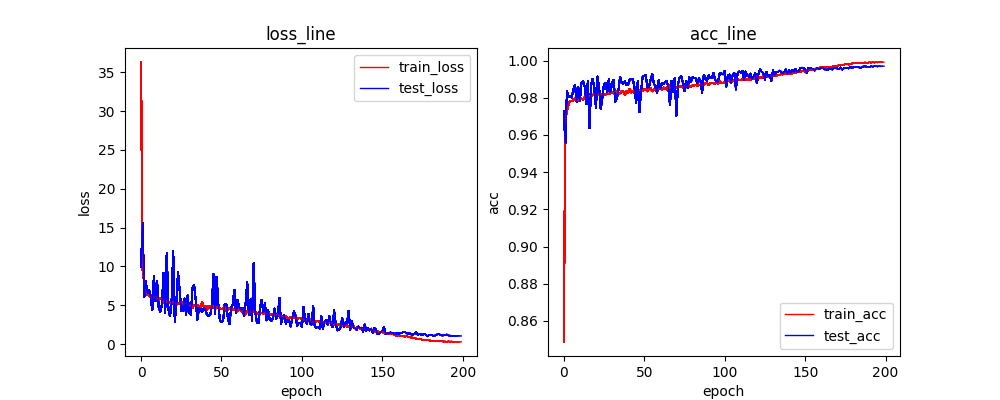 loss_line
35
30
25
20
15
10
5
0
loss
0
50
100
150
200
epoch
train_loss
test_loss
acc_line
1.00
0.98
0.96
0.94
0.92
0.90
0.88
0.86
acc
0
50
100
150
200
epoch
train_acc
test_acc